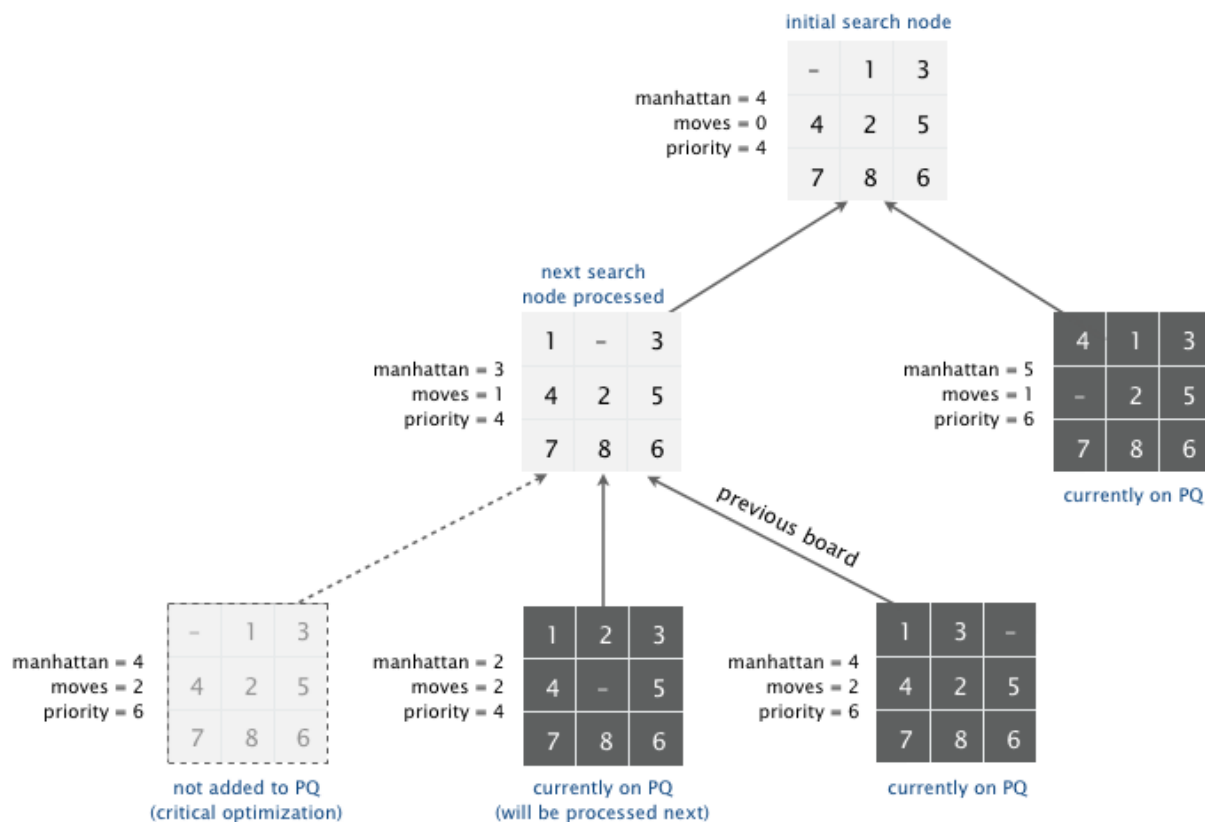 initial search node
- 1 3
manhattan = 4
moves = 0
priority = 4
4 2 5
7 8 6
next search
node processed
1 - 3
manhattan = 3
moves = 1
priority = 4
4 2 5
7 8 6
4 1 3
manhattan = 5
moves = 1
priority = 6
- 2 5
7 8 6
currently on PQ
previous board
- 1 3
manhattan = 4
moves = 2
priority = 6
4 2 5
7 8 6
not added to PQ
(critical optimization)
1 2 3
manhattan = 2
moves = 2
priority = 4
4 - 5
7 8 6
currently on PQ
(will be processed next)
1 3 -
manhattan = 4
moves = 2
priority = 6
4 2 5
7 8 6
currently on PQ